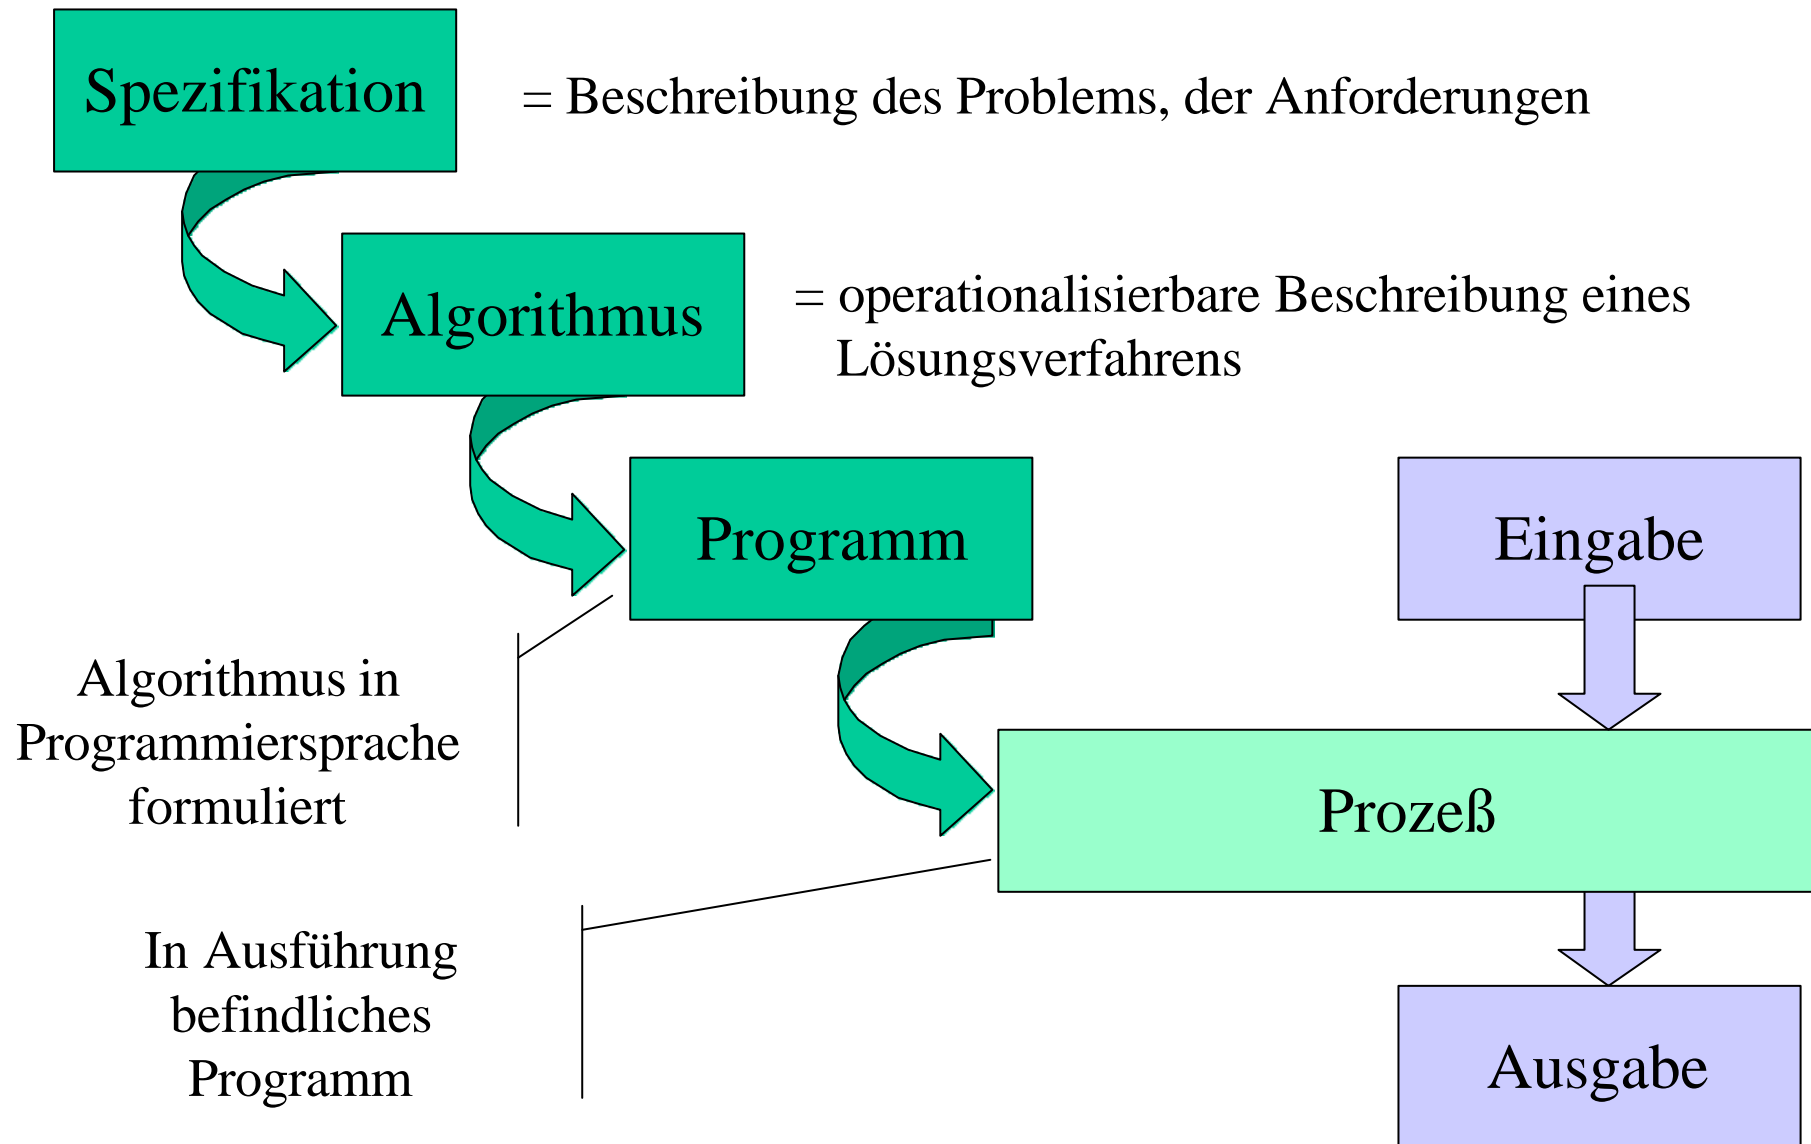 Spezifikation
= Beschreibung des Problems, der Anforderungen
Algorithmus
= operationalisierbare Beschreibung eines
Lösungsverfahrens
Programm
Eingabe
Algorithmus in
Programmiersprache
formuliert
Prozeß
In Ausführung
befindliches
Programm
Ausgabe